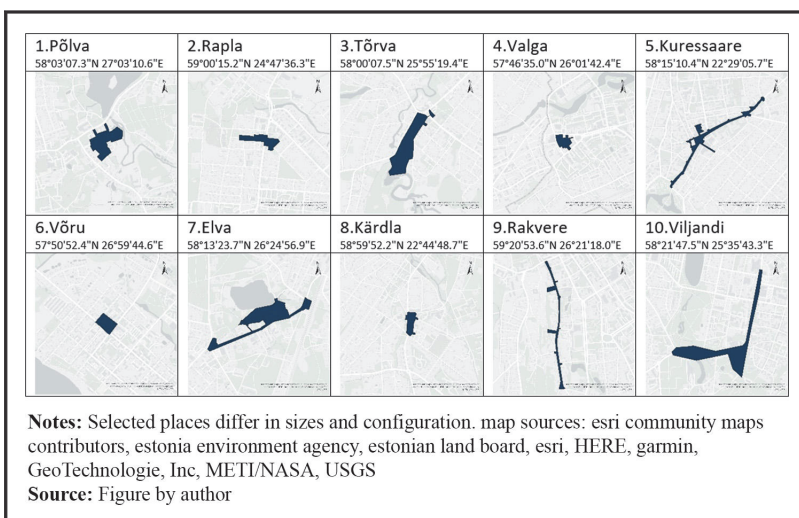 1.Põlva
58°03'07.3"N 27°03'10.6"E
2.Rapla
59°00'15.2"N 24°47'36.3"E
3.Tõrva
58°00'07.5"N 25°55'19.4"E
4.Valga
57°46'35.0"N 26°01'42.4"E
5.Kuressaare
58°15'10.4"N 22°29'05.7"E
6.Võru
57°50'52.4"N 26°59'44.6"E
7.Elva
58°13'23.7"N 26°24'56.9"E
8.Kärdla
58°59'52.2"N 22°44'48.7"E
9.Rakvere
59°20'53.6"N 26°21'18.0"E
10.Viljandi
58°21'47.5"N 25°35'43.3"E
Notes: Selected places differ in sizes and configuration. map sources: esri community maps
contributors, estonia environment agency, estonian land board, esri, HERE, garmin,
GeoTechnologie, Inc, METI/NASA, USGS
Source: Figure by author